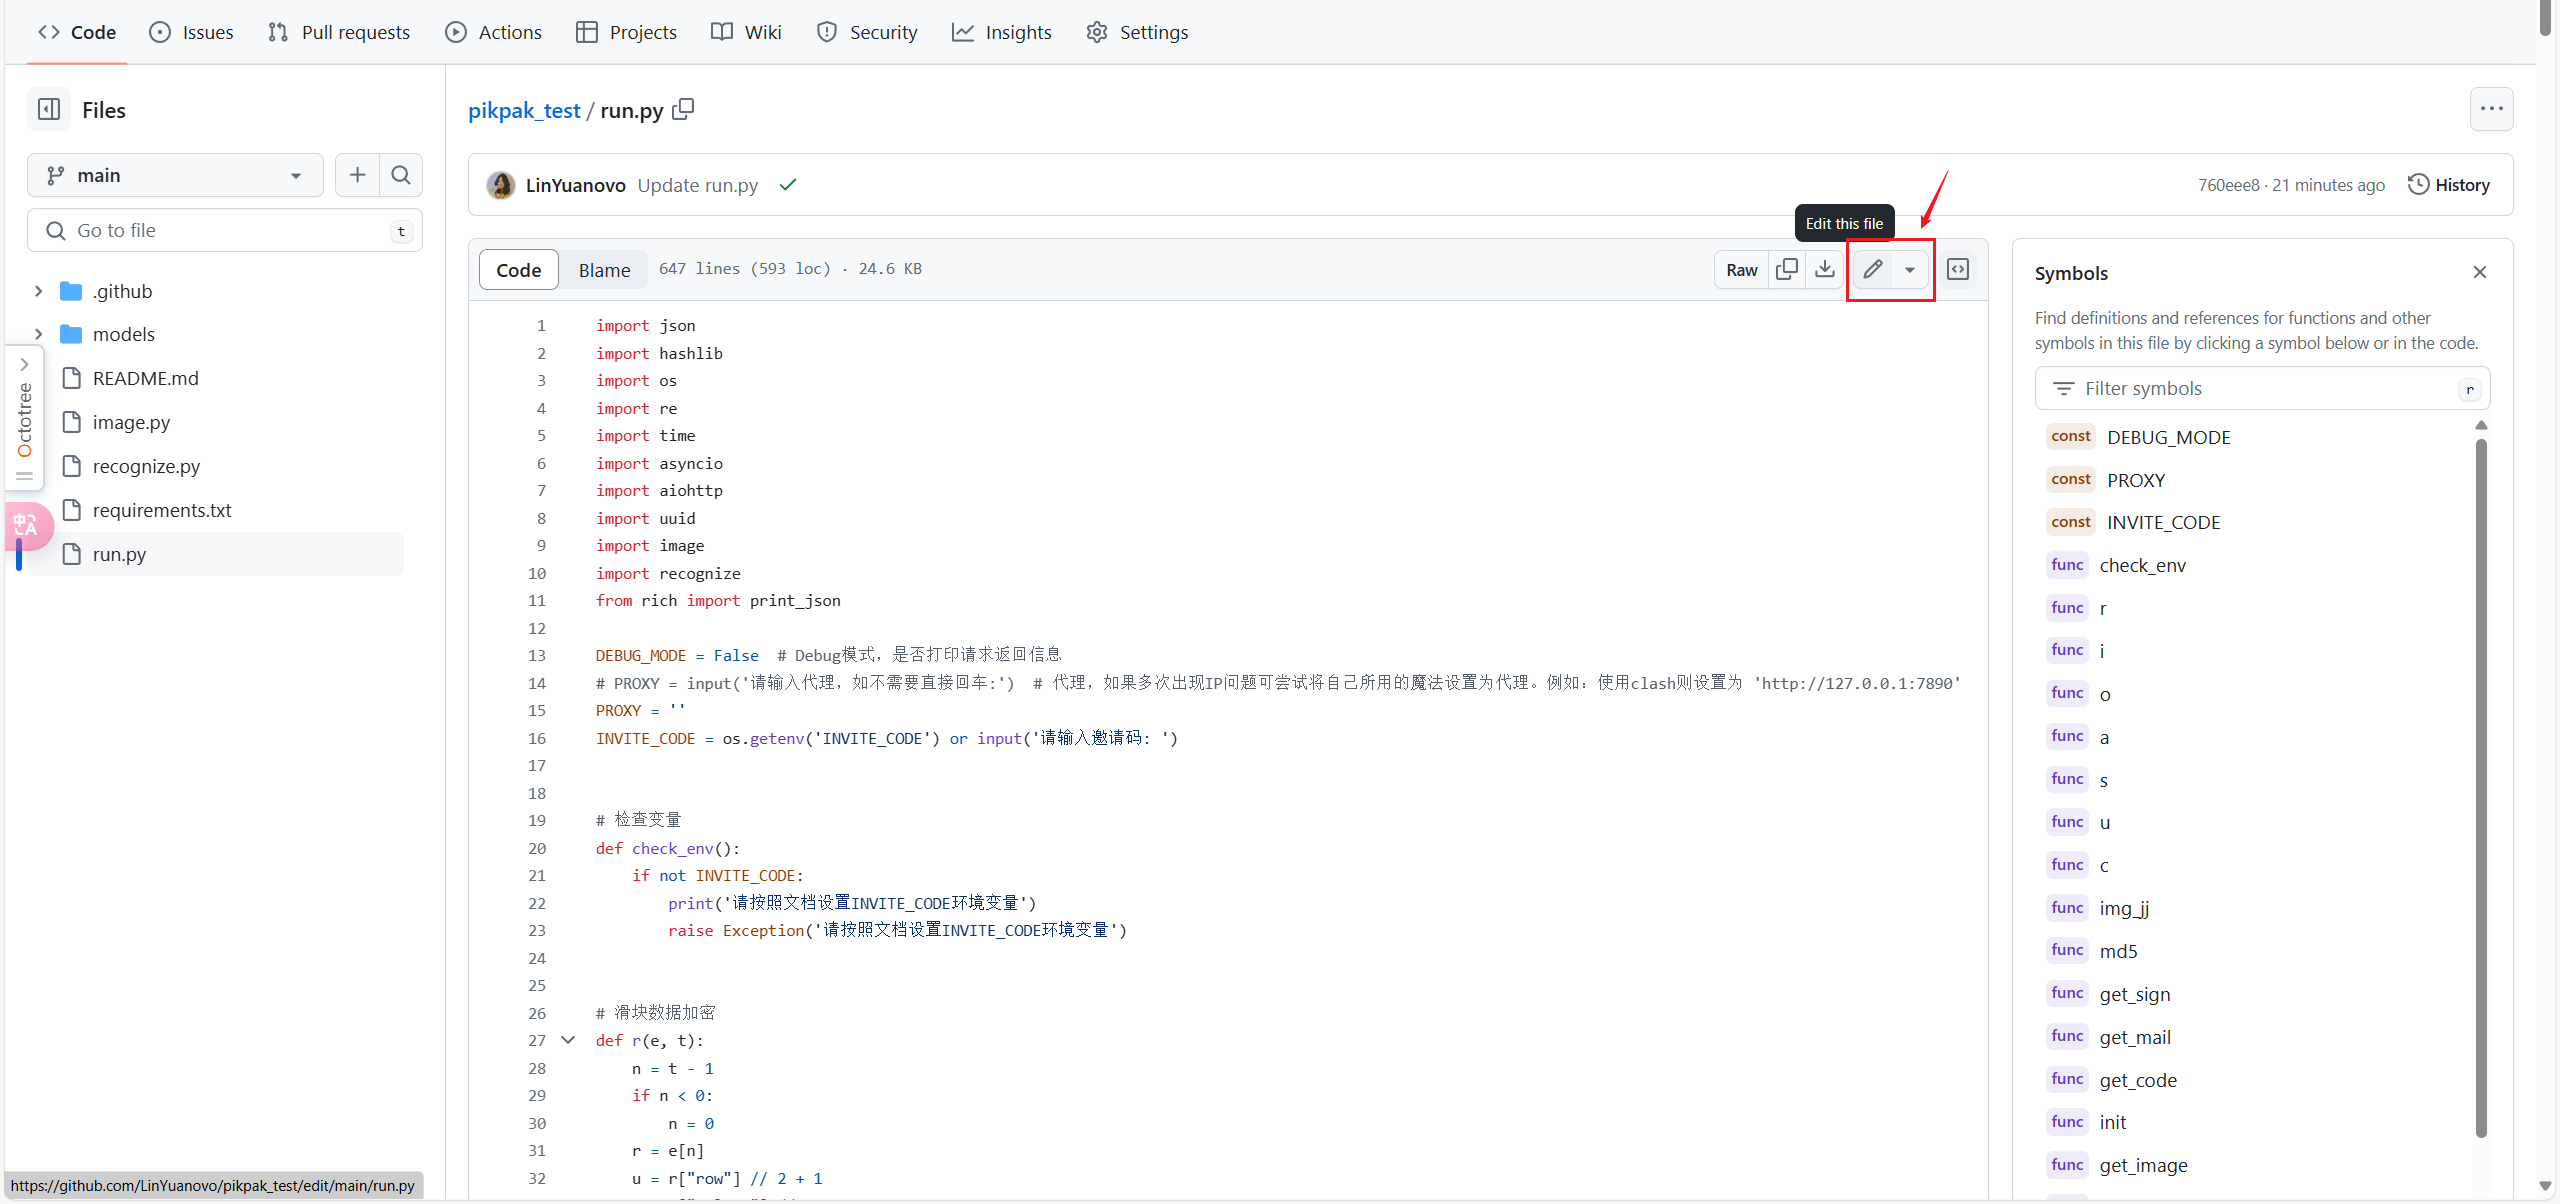 Code
Issues
Pull requests
Actions
Projects
Wiki
Security
Insights
Settings
Files
main
Go to file
t
.github
models
README.md
image.py
recognize.py
requirements.txt
run.py
Octotree
中A
pikpak_test / run.py
LinYuanovo Update run.py
760eee8 · 21 minutes ago
History
Edit this file
Code
Blame
647 lines (593 loc) · 24.6 KB
Raw
1 import json
2 import hashlib
3 import os
4 import re
5 import time
6 import asyncio
7 import aiohttp
8 import uuid
9 import image
10 import recognize
11 from rich import print_json
12
13 DEBUG_MODE = False  # Debug模式，是否打印请求返回信息
14 # PROXY = input('请输入代理，如不需要直接回车:')  # 代理，如果多次出现IP问题可尝试将自己所用的魔法设置为代理。例如：使用clash则设置为 'http://127.0.0.1:7890'
15 PROXY = ''
16 INVITE_CODE = os.getenv('INVITE_CODE') or input('请输入邀请码: ')
17
18
19 # 检查变量
20 def check_env():
21     if not INVITE_CODE:
22         print('请按照文档设置INVITE_CODE环境变量')
23         raise Exception('请按照文档设置INVITE_CODE环境变量')
24
25
26 # 滑块数据加密
27 def r(e, t):
28     n = t - 1
29     if n < 0:
30         n = 0
31     r = e[n]
32     u = r["row"] // 2 + 1
Symbols
Find definitions and references for functions and other
symbols in this file by clicking a symbol below or in the code.
Filter symbols
r
const DEBUG_MODE
const PROXY
const INVITE_CODE
func check_env
func r
func i
func o
func a
func s
func u
func c
func img_jj
func md5
func get_sign
func get_mail
func get_code
func init
func get_image
https://github.com/LinYuanovo/pikpak_test/edit/main/run.py